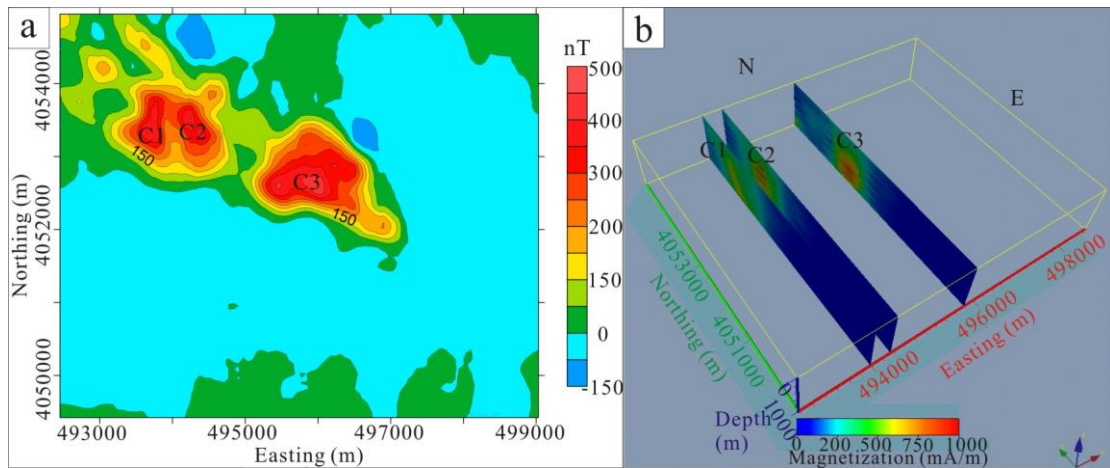 a
nT
500
400
300
200
150
0
-150
C1
C2
C3
150
150
4054000
4052000
4050000
Northing (m)
493000
495000
497000
499000
Easting (m)
b
N
E
C1
C2
C3
4053000
4051000
Northing (m)
498000
496000
494000
Easting (m)
0
1000
Depth
(m)
0 200 500 750 1000
Magnetization (mA/m)